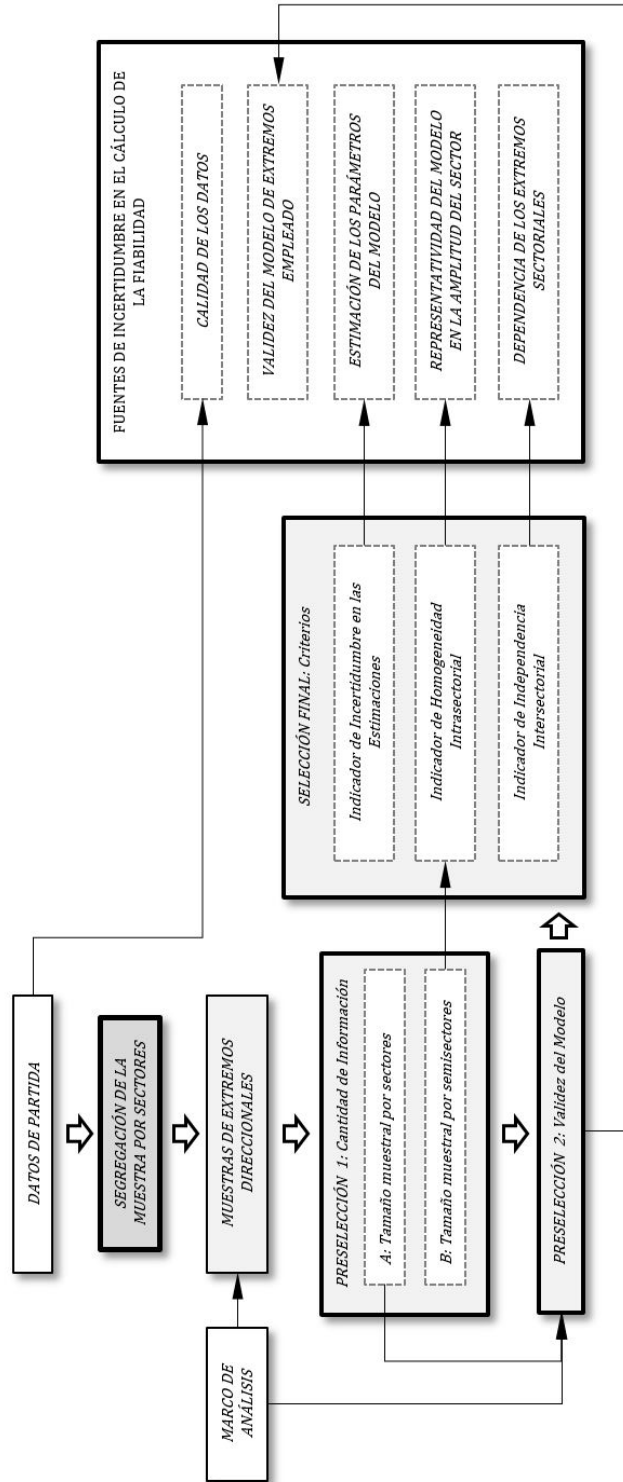 DATOS DE PARTIDA
SEGREGACIÓN DE LA
MUESTRA POR SECTORES
MARCO DE
ANÁLISIS
MUESTRAS DE EXTREMOS
DIRECCIONALES
PRESELECCIÓN 1: Cantidad de Información
A: Tamaño muestral por sectores
B: Tamaño muestral por semisectores
PRESELECCIÓN 2: Validez del Modelo
SELECCIÓN FINAL: Criterios
Indicador de Incertidumbre en las
Estimaciones
Indicador de Homogeneidad
Intrasectorial
Indicador de Independencia
Intersectorial
FUENTES DE INCERTIDUMBRE EN EL CÁLCULO DE
LA FIABILIDAD
CALIDAD DE LOS DATOS
VALIDEZ DEL MODELO DE EXTREMOS
EMPLEADO
ESTIMACIÓN DE LOS PARÁMETROS
DEL MODELO
REPRESENTATIVIDAD DEL MODELO
EN LA AMPLITUD DEL SECTOR
DEPENDENCIA DE LOS EXTREMOS
SECTORIALES